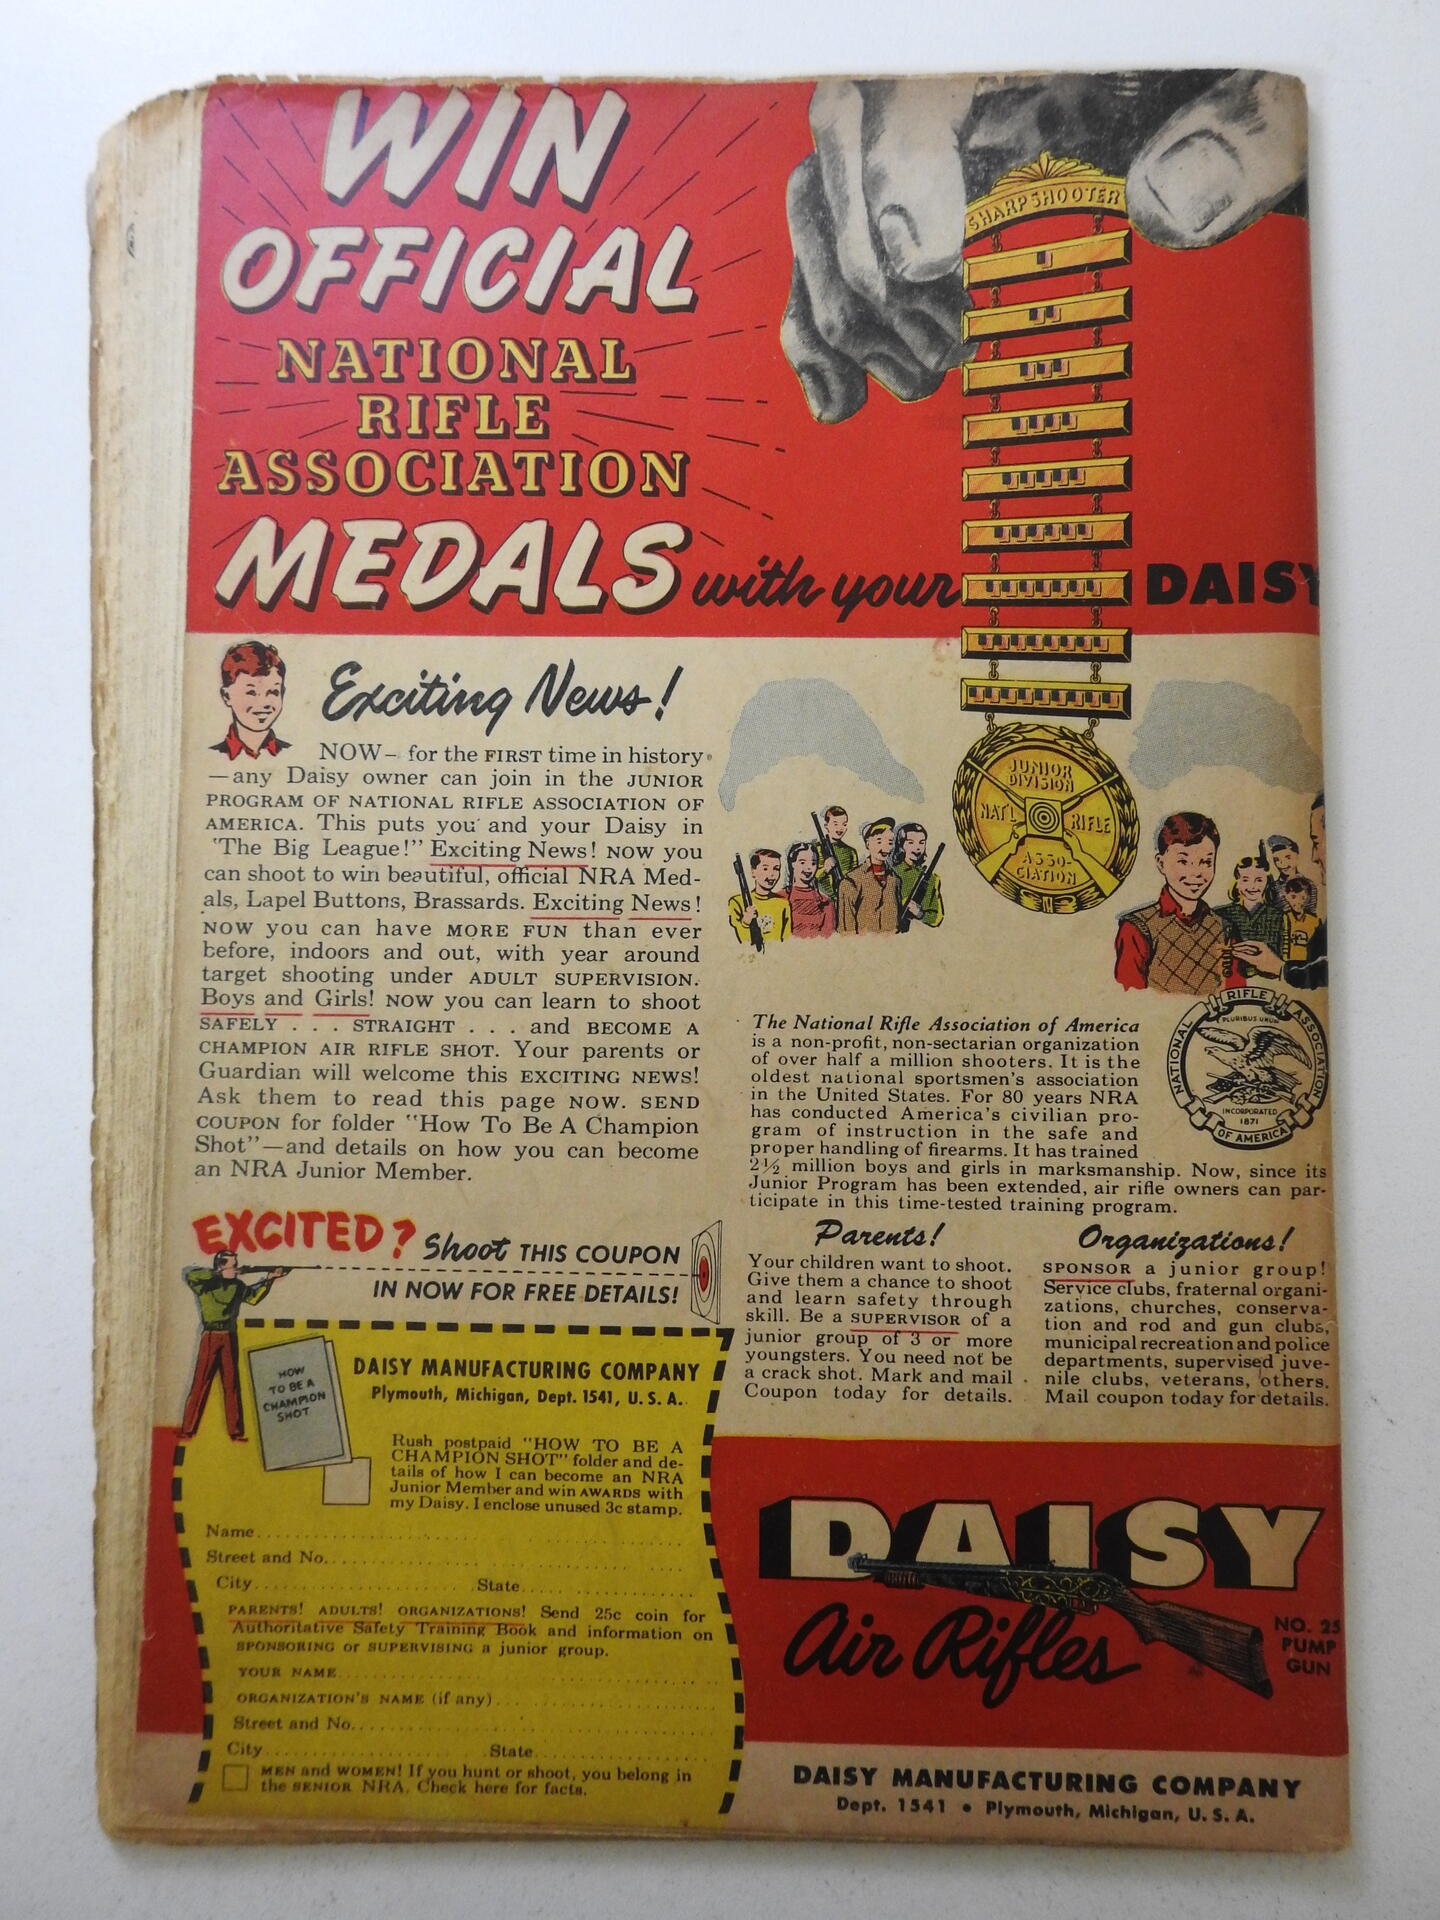 WIN
OFFICIAL
NATIONAL
RIFLE
ASSOCIATION
MEDALS with your DAISY
SHARPSHOOTER
JUNIOR
DIVISION
NAT'L RIFLE
ASSO-
CIATION
Exciting News!
NOW – for the FIRST time in history
—any Daisy owner can join in the JUNIOR
PROGRAM OF NATIONAL RIFLE ASSOCIATION OF
AMERICA. This puts you and your Daisy in
"The Big League!" Exciting News! NOW you
can shoot to win beautiful, official NRA Med-
als, Lapel Buttons, Brassards. Exciting News!
NOW you can have MORE FUN than ever
before, indoors and out, with year around
target shooting under ADULT SUPERVISION.
Boys and Girls! NOW you can learn to shoot
SAFELY . . . STRAIGHT . . . and BECOME A
CHAMPION AIR RIFLE SHOT. Your parents or
Guardian will welcome this EXCITING NEWS!
Ask them to read this page NOW. SEND
COUPON for folder "How To Be A Champion
Shot"—and details on how you can become
an NRA Junior Member.
The National Rifle Association of America
is a non-profit, non-sectarian organization
of over half a million shooters. It is the
oldest national sportsmen's association
in the United States. For 80 years NRA
has conducted America's civilian pro-
gram of instruction in the safe and
proper handling of firearms. It has trained
2½ million boys and girls in marksmanship. Now, since its
Junior Program has been extended, air rifle owners can par-
ticipate in this time-tested training program.
NATIONAL RIFLE ASSOCIATION
PLURIBUS UNUM
INCORPORATED
1871
OF AMERICA
Parents!
Your children want to shoot.
Give them a chance to shoot
and learn safety through
skill. Be a SUPERVISOR of a
junior group of 3 or more
youngsters. You need not be
a crack shot. Mark and mail
Coupon today for details.
Organizations!
SPONSOR a junior group!
Service clubs, fraternal organi-
zations, churches, conserva-
tion and rod and gun clubs,
municipal recreation and police
departments, supervised juve-
nile clubs, veterans, others.
Mail coupon today for details.
EXCITED? Shoot THIS COUPON
IN NOW FOR FREE DETAILS!
HOW
TO BE A
CHAMPION
SHOT
DAISY MANUFACTURING COMPANY
Plymouth, Michigan, Dept. 1541, U. S. A.
Rush postpaid "HOW TO BE A
CHAMPION SHOT" folder and de-
tails of how I can become an NRA
Junior Member and win AWARDS with
my Daisy. I enclose unused 3c stamp.
Name
Street and No.
City State
PARENTS! ADULTS! ORGANIZATIONS! Send 25c coin for
Authoritative Safety Training Book and information on
SPONSORING or SUPERVISING a junior group.
YOUR NAME
ORGANIZATION'S NAME (if any)
Street and No.
City State
MEN and WOMEN! If you hunt or shoot, you belong in
the SENIOR NRA. Check here for facts.
DAISY
Air Rifles
NO. 25
PUMP
GUN
DAISY MANUFACTURING COMPANY
Dept. 1541 • Plymouth, Michigan, U. S. A.